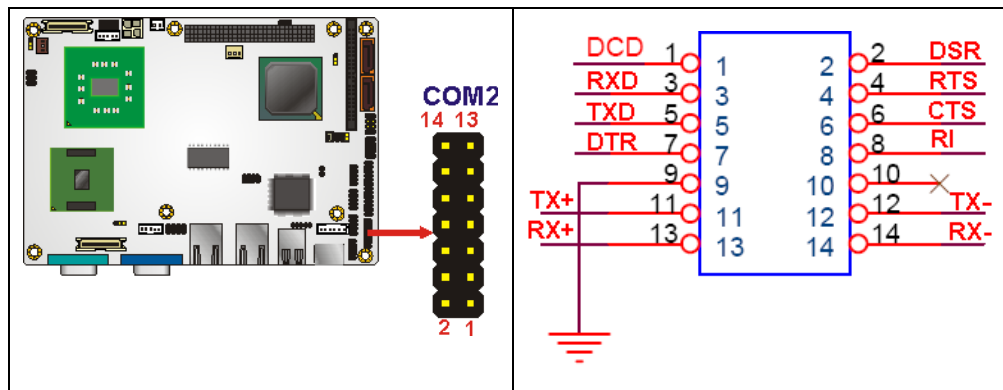 COM2
14 13
2 1
DCD 1 1 2 2 DSR
RXD 3 3 4 4 RTS
TXD 5 5 6 6 CTS
DTR 7 7 8 8 RI
9 9 10 10
TX+ 11 11 12 12 TX-
RX+ 13 13 14 14 RX-